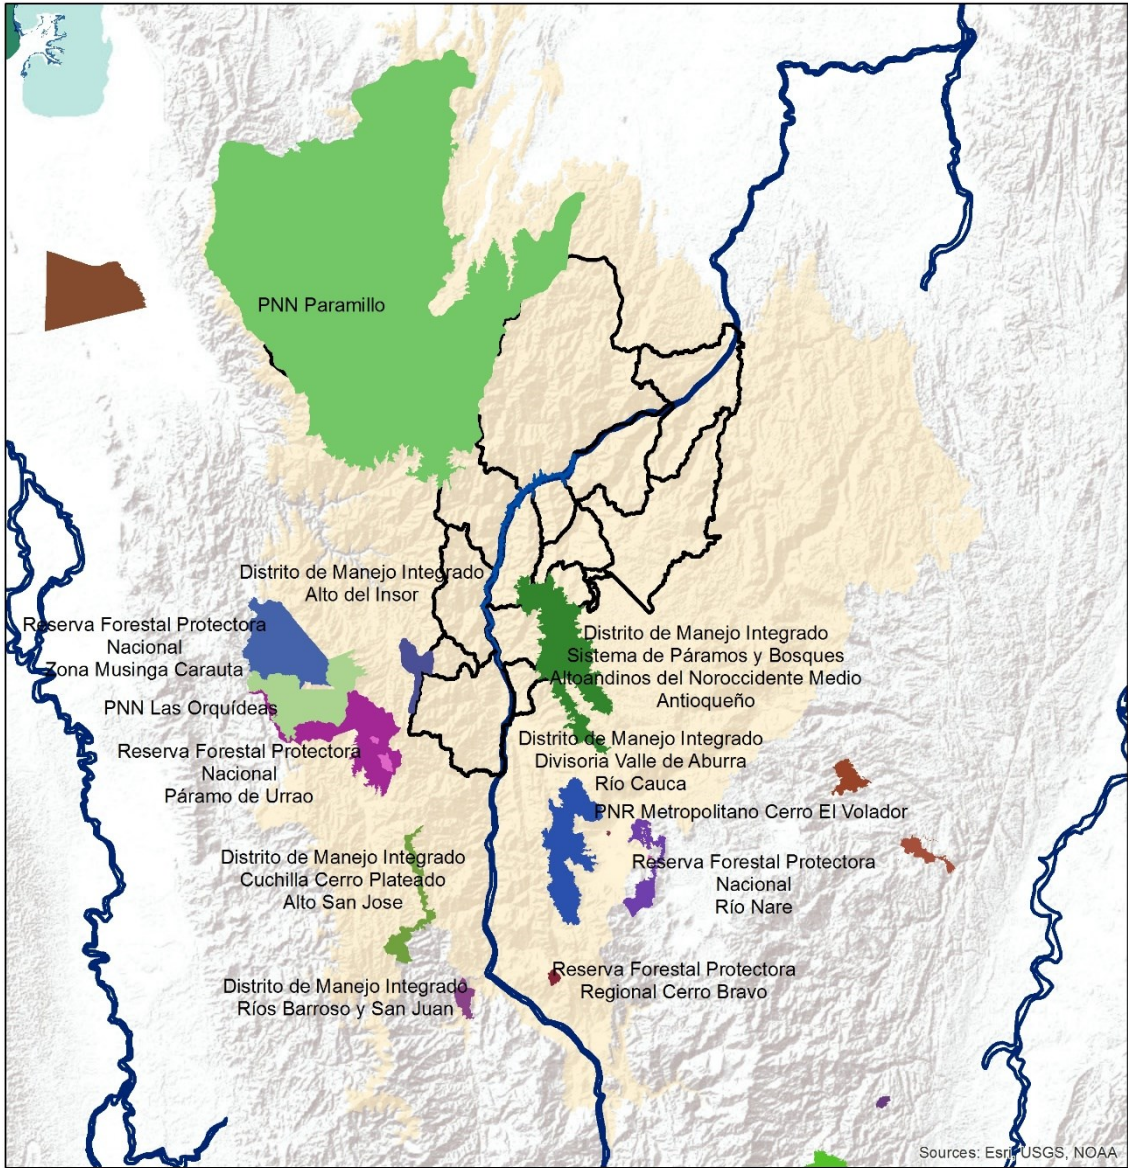 PNN Paramillo
Distrito de Manejo Integrado
Alto del Insor
Reserva Forestal Protectora
Nacional
Zona Musinga Carauta
Distrito de Manejo Integrado
Sistema de Páramos y Bosques
Altoandinos del Noroccidente Medio
Antioqueño
PNN Las Orquídeas
Reserva Forestal Protectora
Nacional
Páramo de Urrao
Distrito de Manejo Integrado
Divisoria Valle de Aburra
Río Cauca
PNR Metropolitano Cerro El Volador
Distrito de Manejo Integrado
Cuchilla Cerro Plateado
Alto San Jose
Reserva Forestal Protectora
Nacional
Río Nare
Reserva Forestal Protectora
Regional Cerro Bravo
Distrito de Manejo Integrado
Ríos Barroso y San Juan
Sources: Esri, USGS, NOAA